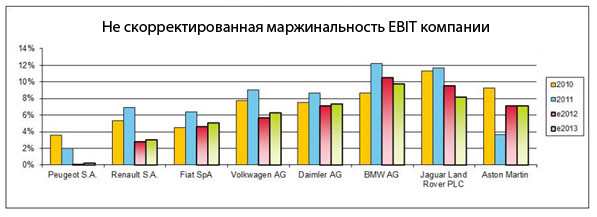 Не скорректированная маржинальность EBIT компании
14%
12%
10%
8%
6%
4%
2%
0%
Peugeot S.A.
Renault S.A.
Fiat SpA
Volkswagen AG
Daimler AG
BMW AG
Jaguar Land
Rover PLC
Aston Martin
2010
2011
e2012
e2013